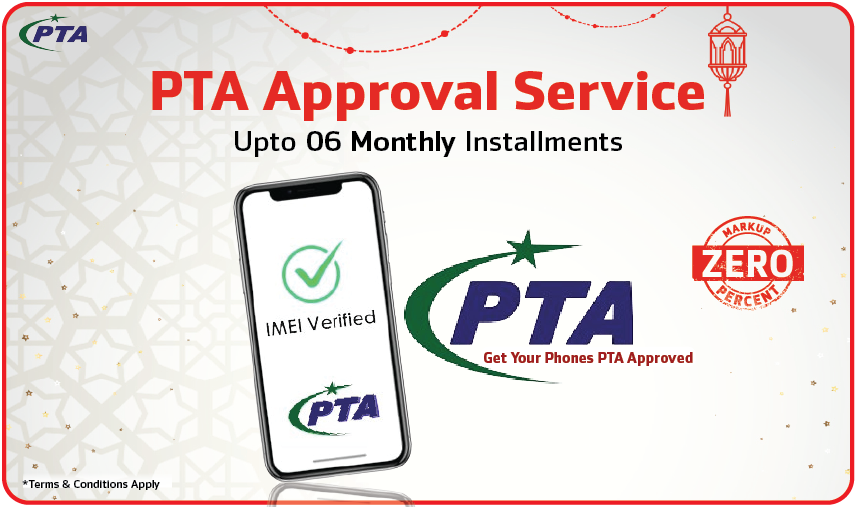 PTA
PTA Approval Service
Upto 06 Monthly Installments
IMEI Verified
PTA
PTA
Get Your Phones PTA Approved
MARKUP
ZERO
PERCENT
*Terms & Conditions Apply